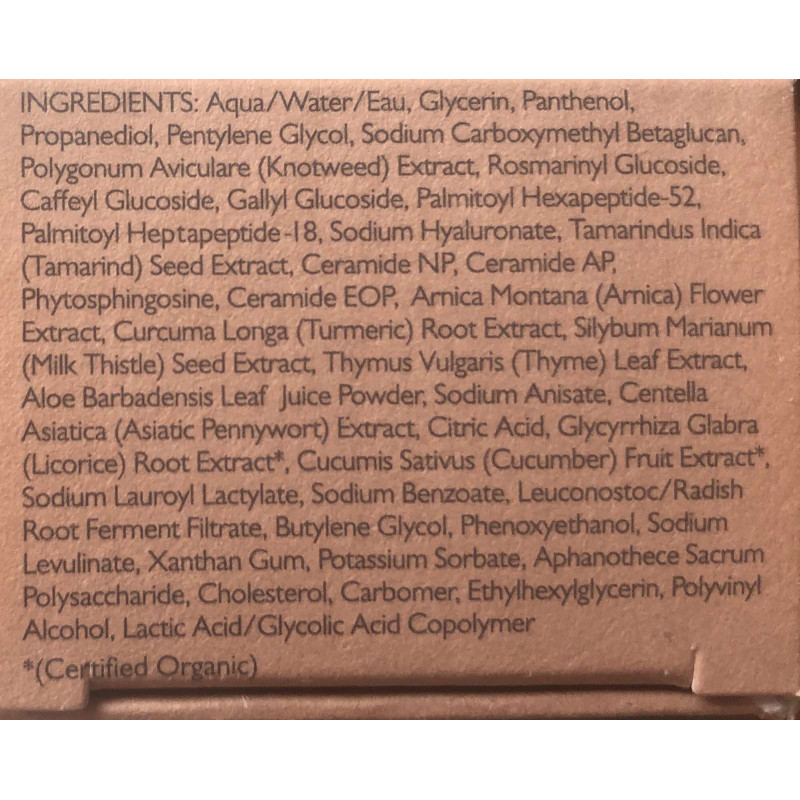 INGREDIENTS: Aqua/Water/Eau, Glycerin, Panthenol,
Propanediol, Pentylene Glycol, Sodium Carboxymethyl Betaglucan,
Polygonum Aviculare (Knotweed) Extract, Rosmarinyl Glucoside,
Caffeyl Glucoside, Gallyl Glucoside, Palmitoyl Hexapeptide-52,
Palmitoyl Heptapeptide-18, Sodium Hyaluronate, Tamarindus Indica
(Tamarind) Seed Extract, Ceramide NP, Ceramide AP,
Phytosphingosine, Ceramide EOP, Arnica Montana (Arnica) Flower
Extract, Curcuma Longa (Turmeric) Root Extract, Silybum Marianum
(Milk Thistle) Seed Extract, Thymus Vulgaris (Thyme) Leaf Extract,
Aloe Barbadensis Leaf Juice Powder, Sodium Anisate, Centella
Asiatica (Asiatic Pennywort) Extract, Citric Acid, Glycyrrhiza Glabra
(Licorice) Root Extract*, Cucumis Sativus (Cucumber) Fruit Extract*,
Sodium Lauroyl Lactylate, Sodium Benzoate, Leuconostoc/Radish
Root Ferment Filtrate, Butylene Glycol, Phenoxyethanol, Sodium
Levulinate, Xanthan Gum, Potassium Sorbate, Aphanothece Sacrum
Polysaccharide, Cholesterol, Carbomer, Ethylhexylglycerin, Polyvinyl
Alcohol, Lactic Acid/Glycolic Acid Copolymer
*(Certified Organic)